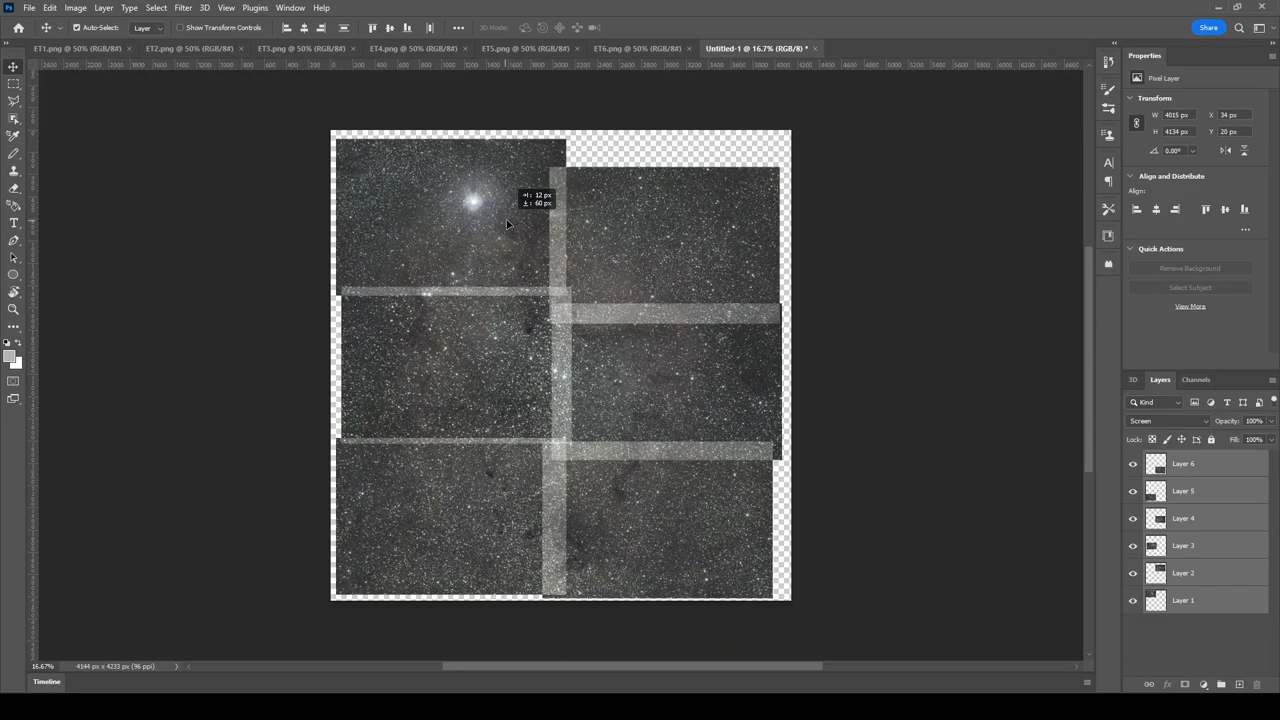 Ps File Edit Image Layer Type Select Filter 3D View Plugins Window Help
Auto-Select: Layer Show Transform Controls 3D Mode: Share
ET1.png @ 50% (RGB/8#) × ET2.png @ 50% (RGB/8#) × ET3.png @ 50% (RGB/8#) × ET4.png @ 50% (RGB/8#) × ET5.png @ 50% (RGB/8#) × ET6.png @ 50% (RGB/8#) × Untitled-1 @ 16.7% (RGB/8) * ×
Properties
Pixel Layer
Transform
W 4015 px X 34 px
H 4134 px Y 20 px
0.00°
Align and Distribute
Align:
Quick Actions
Remove Background
Select Subject
View More
: 12 px
: 60 px
3D Layers Channels
Kind
Screen Opacity: 100%
Lock: Fill: 100%
Layer 6
Layer 5
Layer 4
Layer 3
Layer 2
Layer 1
16.67% 4144 px x 4233 px (96 ppi)
Timeline